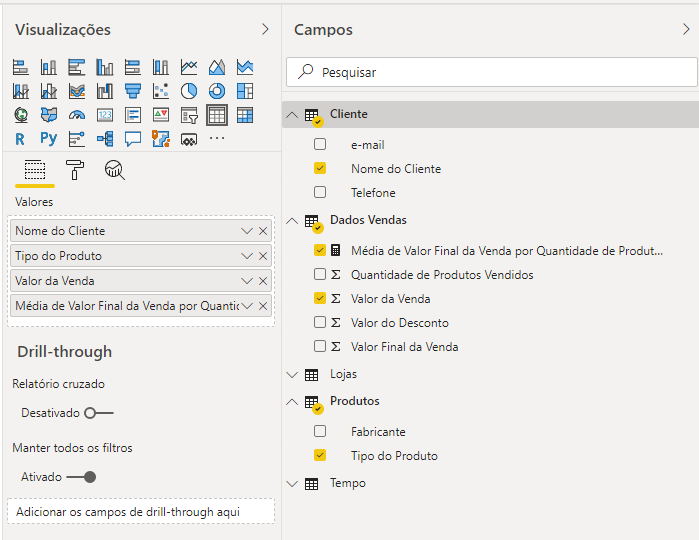 Visualizações
Campos
Pesquisar
123
R Py
Valores
Nome do Cliente
Tipo do Produto
Valor da Venda
Média de Valor Final da Venda por Quantic
Drill-through
Relatório cruzado
Desativado
Manter todos os filtros
Ativado
Adicionar os campos de drill-through aqui
Cliente
e-mail
Nome do Cliente
Telefone
Dados Vendas
Média de Valor Final da Venda por Quantidade de Produt...
Σ Quantidade de Produtos Vendidos
Σ Valor da Venda
Σ Valor do Desconto
Σ Valor Final da Venda
Lojas
Produtos
Fabricante
Tipo do Produto
Tempo